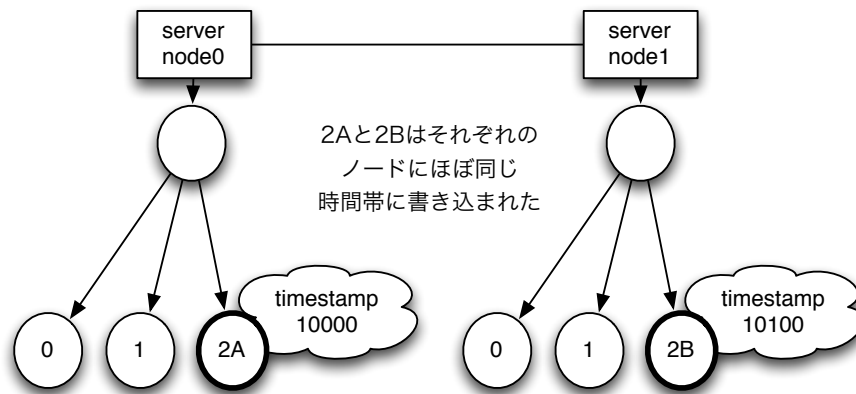 server
node0
server
node1
2Aと2Bはそれぞれの
ノードにほぼ同じ
時間帯に書き込まれた
timestamp
10000
timestamp
10100
0
1
2A
0
1
2B